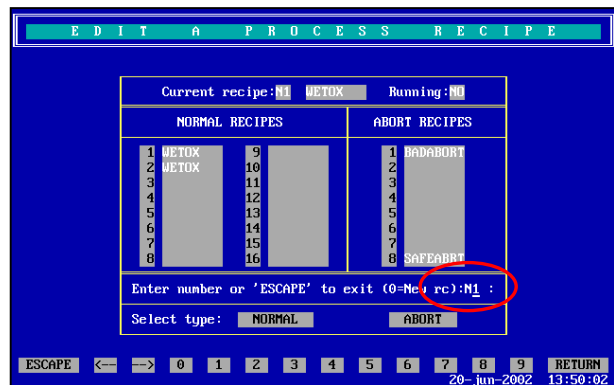 EDIT A PROCESS RECIPE
Current recipe:N1 WETOX Running:NO
NORMAL RECIPES ABORT RECIPES
1 WETOX 9 1 BADABORT
2 WETOX 10 2
3 11 3
4 12 4
5 13 5
6 14 6
7 15 7
8 16 8 SAFEABRT
Enter number or 'ESCAPE' to exit (0=New rc):N1 :
Select type: NORMAL ABORT
ESCAPE <-- --> 0 1 2 3 4 5 6 7 8 9 RETURN
20-jun-2002 13:50:02